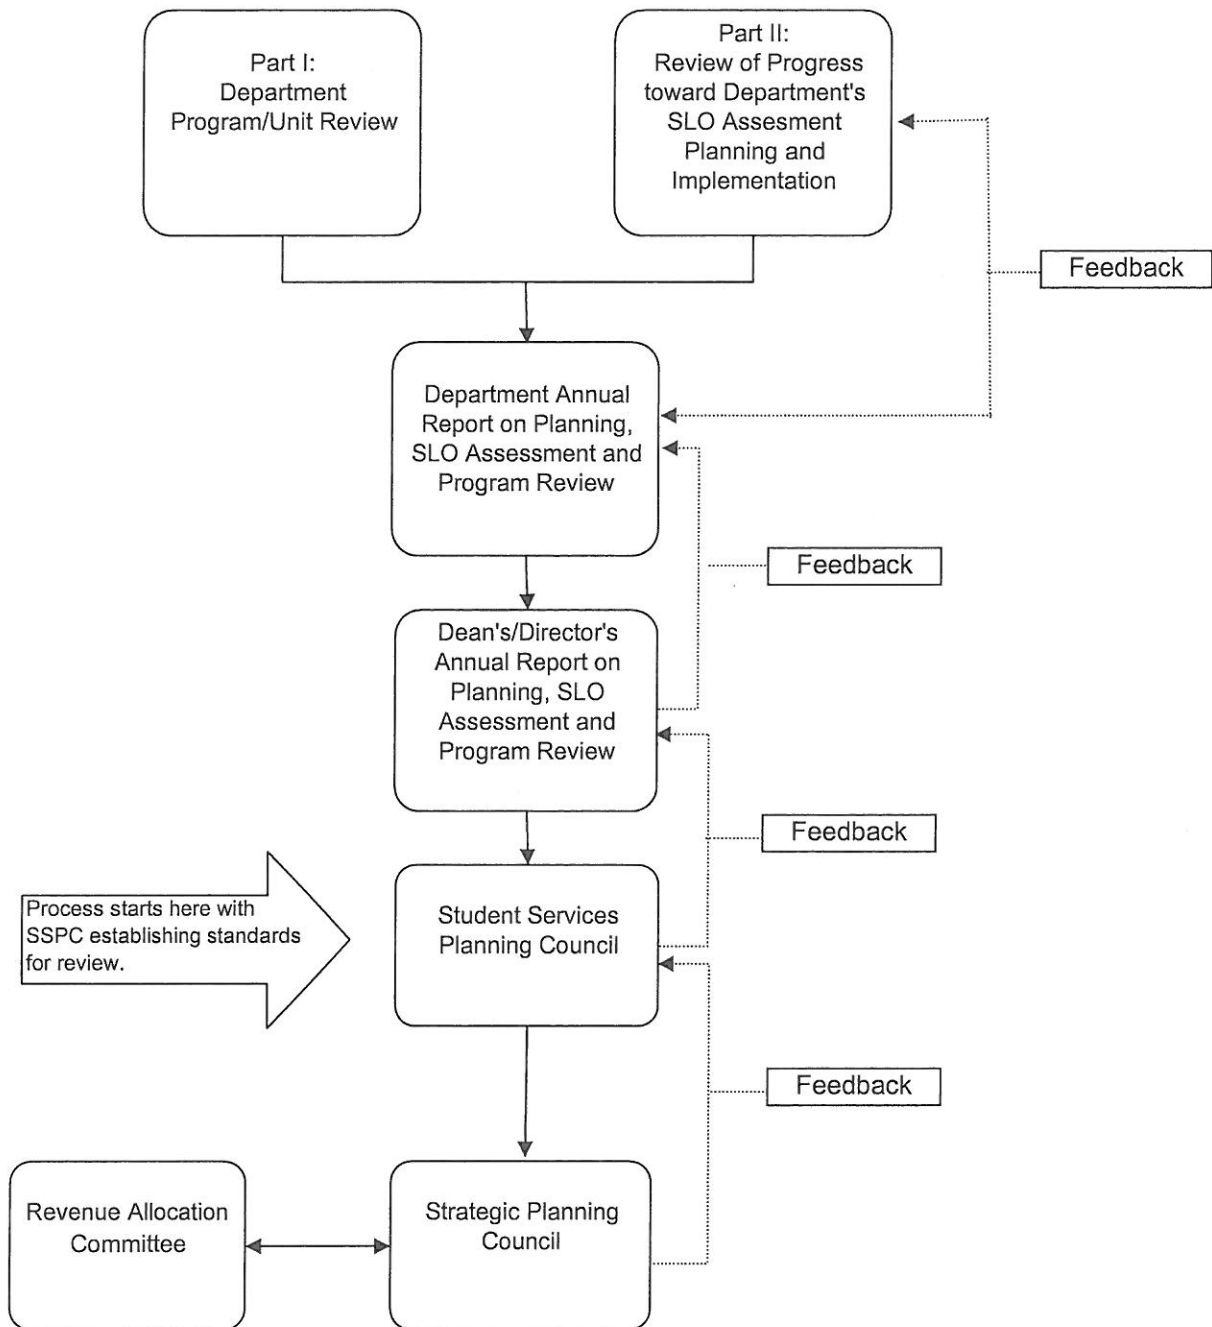 Part I:
Department
Program/Unit Review
Part II:
Review of Progress
toward Department's
SLO Assesment
Planning and
Implementation
Feedback
Department Annual
Report on Planning,
SLO Assessment and
Program Review
Feedback
Dean's/Director's
Annual Report on
Planning, SLO
Assessment and
Program Review
Feedback
Process starts here with
SSPC establishing standards
for review.
Student Services
Planning Council
Feedback
Revenue Allocation
Committee
Strategic Planning
Council